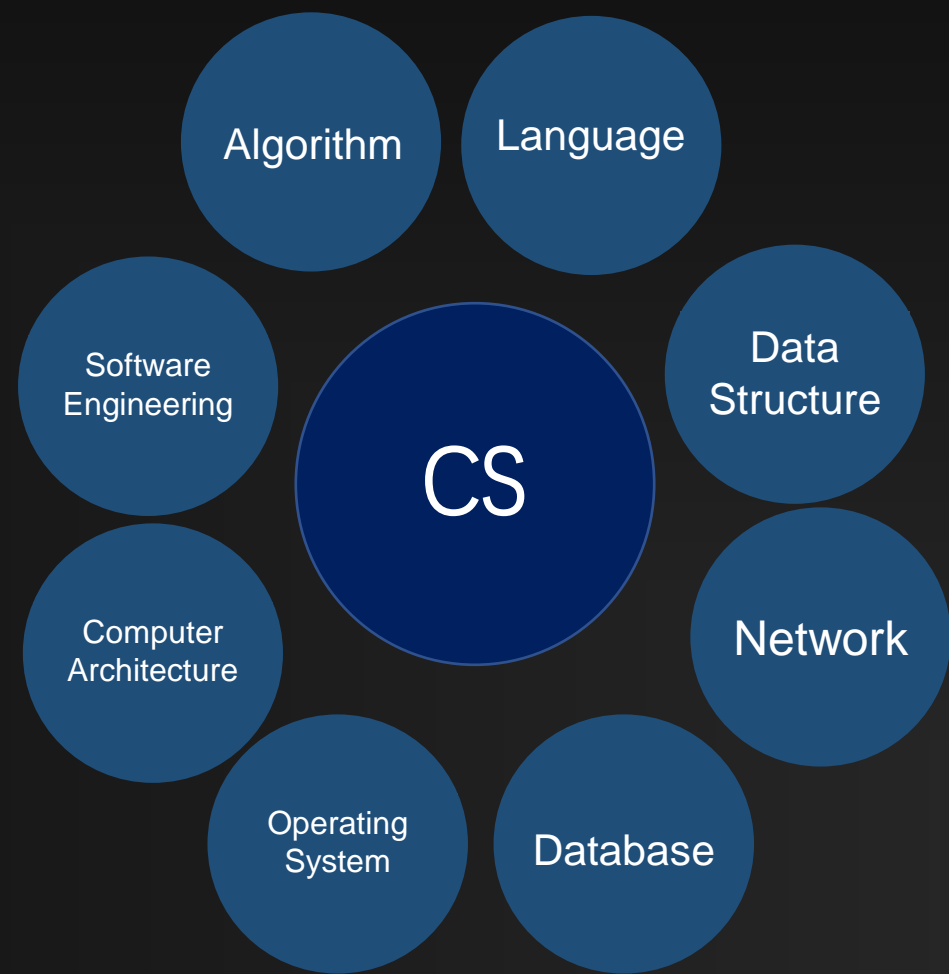 Algorithm
Language
Software
Engineering
Data
Structure
CS
Computer
Architecture
Network
Operating
System
Database